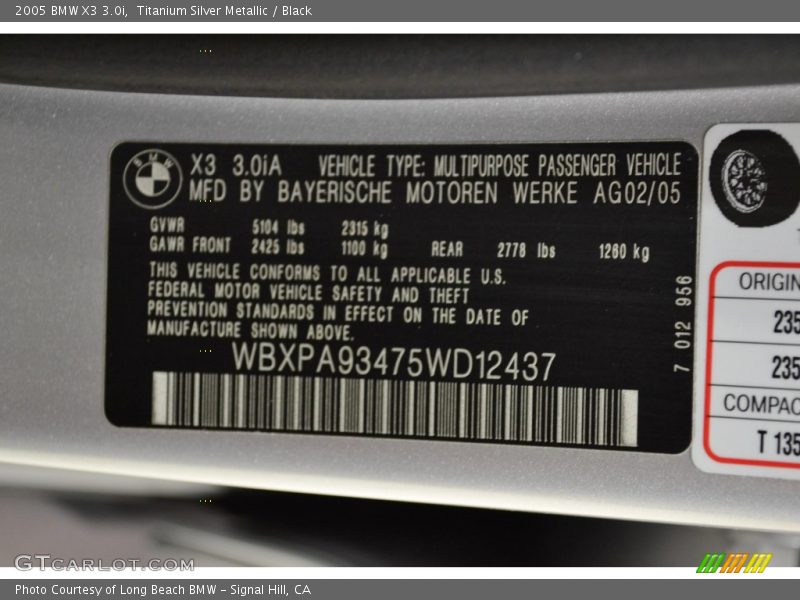 2005 BMW X3 3.0i, Titanium Silver Metallic / Black
BMW
X3 3.0iA VEHICLE TYPE: MULTIPURPOSE PASSENGER VEHICLE
MFD BY BAYERISCHE MOTOREN WERKE AG02/05
GVWR 5104 lbs 2315 kg
GAWR FRONT 2425 lbs 1100 kg REAR 2778 lbs 1260 kg
THIS VEHICLE CONFORMS TO ALL APPLICABLE U.S.
FEDERAL MOTOR VEHICLE SAFETY AND THEFT
PREVENTION STANDARDS IN EFFECT ON THE DATE OF
MANUFACTURE SHOWN ABOVE.
WBXPA93475WD12437
7 012 956
ORIGIN
235
235
COMPAC
T 135
GTCARLOT.COM
Photo Courtesy of Long Beach BMW – Signal Hill, CA